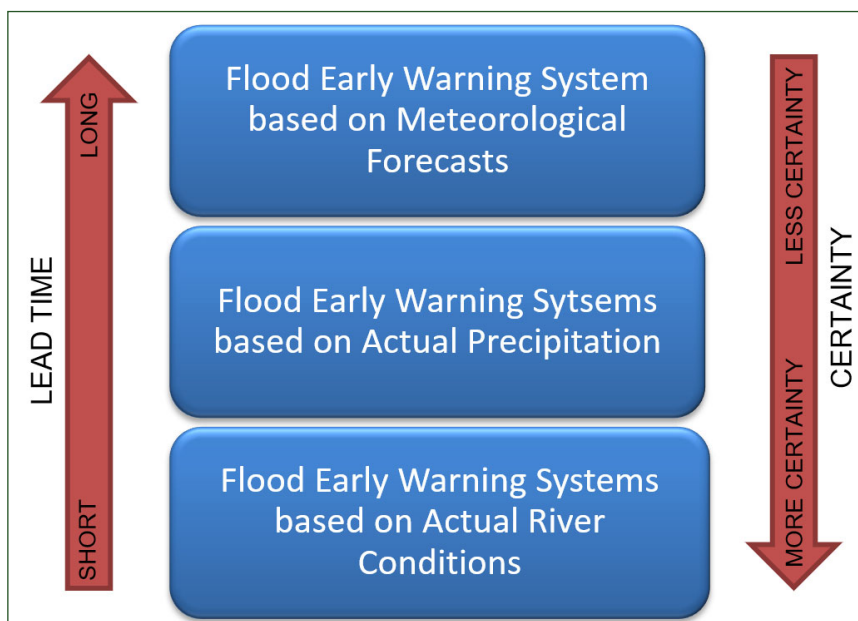 LEAD TIME
LONG
SHORT
Flood Early Warning System
based on Meteorological
Forecasts
Flood Early Warning Sytsems
based on Actual Precipitation
Flood Early Warning Systems
based on Actual River
Conditions
LESS CERTAINTY
MORE CERTAINTY
CERTAINTY